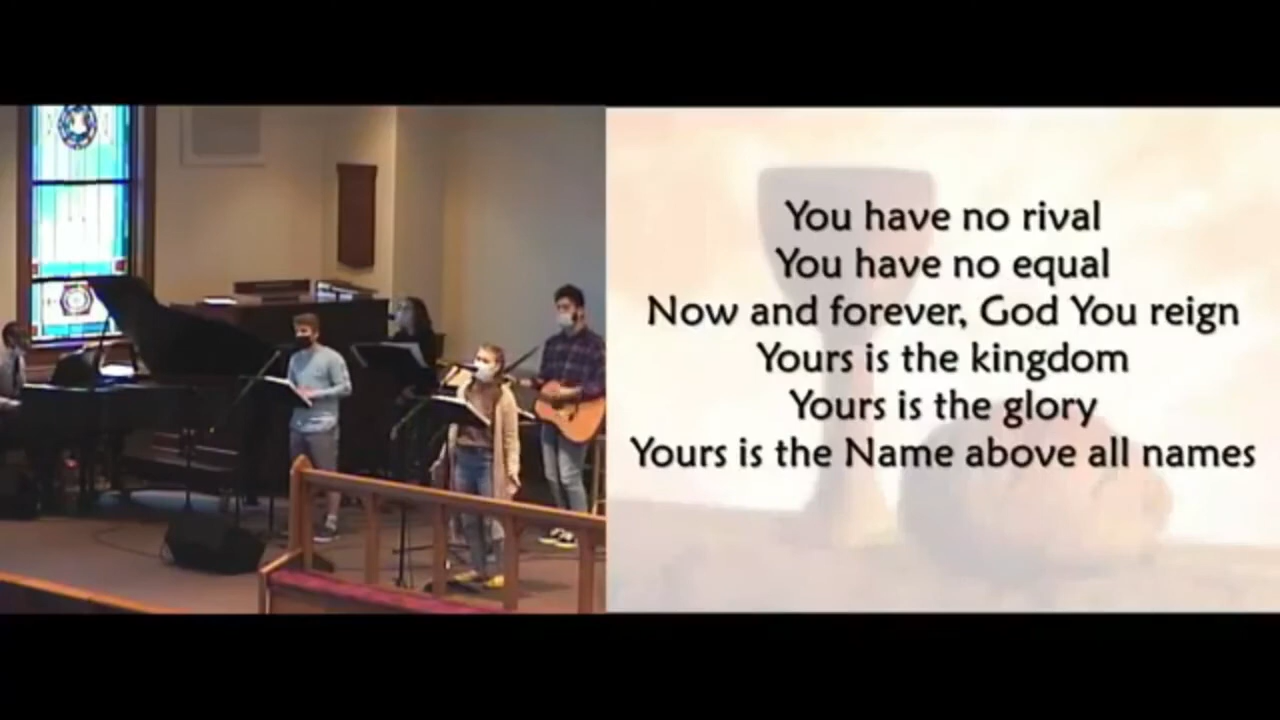 You have no rival
You have no equal
Now and forever, God You reign
Yours is the kingdom
Yours is the glory
Yours is the Name above all names